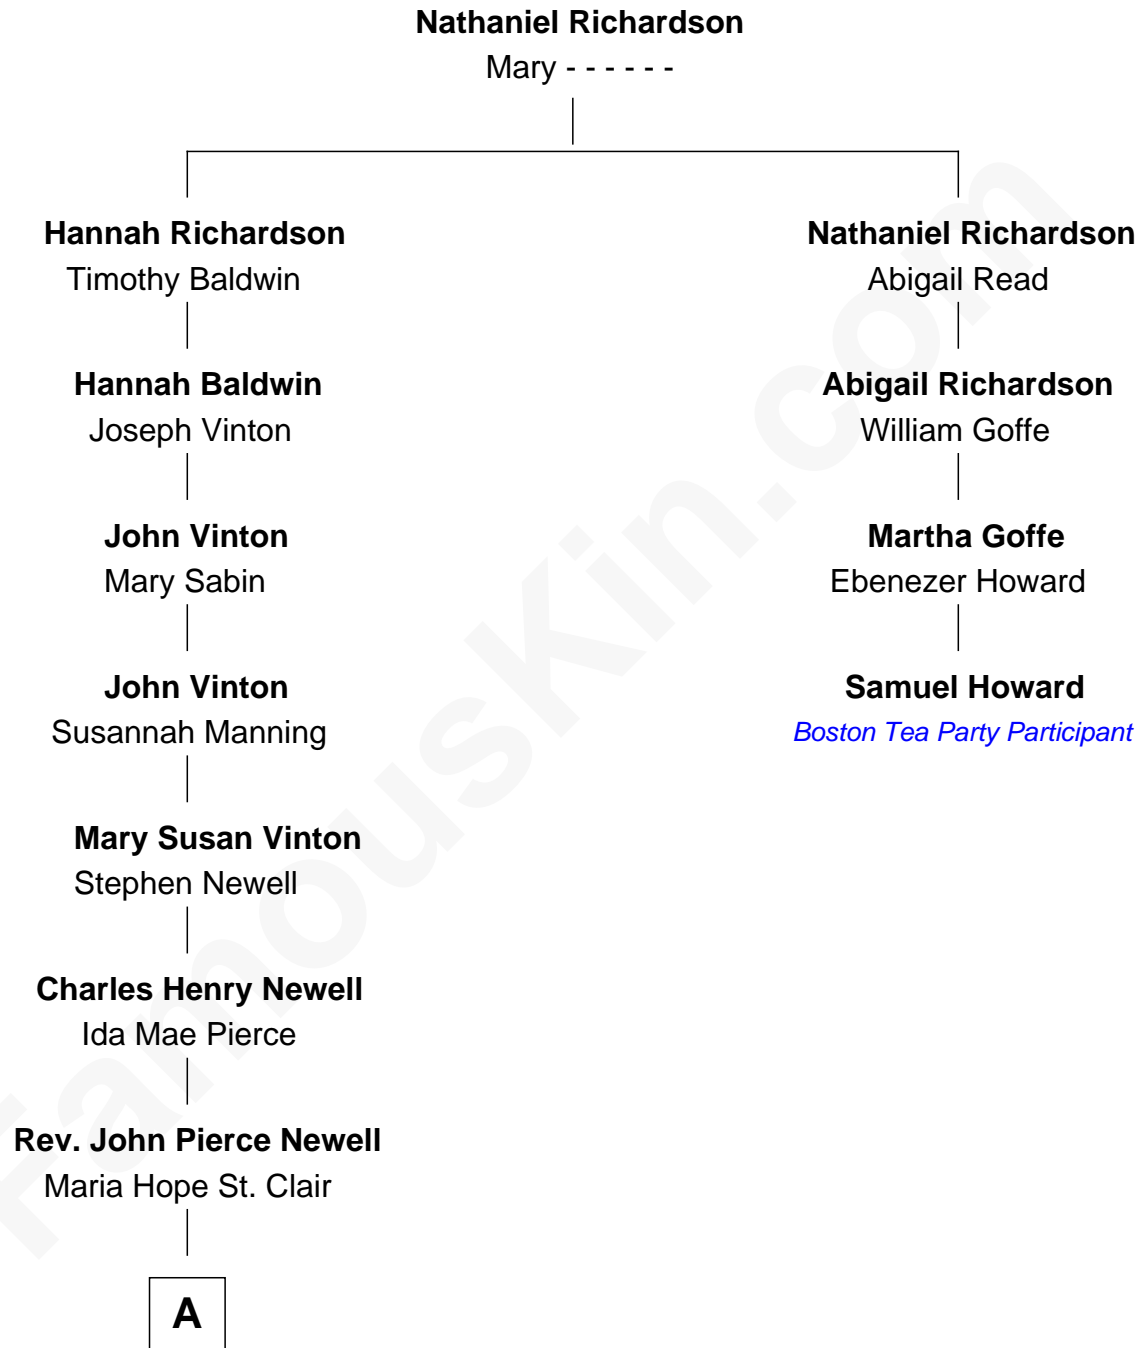 Nathaniel Richardson
Mary - - - - - -
Hannah Richardson
Timothy Baldwin
Nathaniel Richardson
Abigail Read
Hannah Baldwin
Joseph Vinton
Abigail Richardson
William Goffe
John Vinton
Mary Sabin
Martha Goffe
Ebenezer Howard
John Vinton
Susannah Manning
Samuel Howard
Boston Tea Party Participant
Mary Susan Vinton
Stephen Newell
Charles Henry Newell
Ida Mae Pierce
Rev. John Pierce Newell
Maria Hope St. Clair
A
FamousKin.com